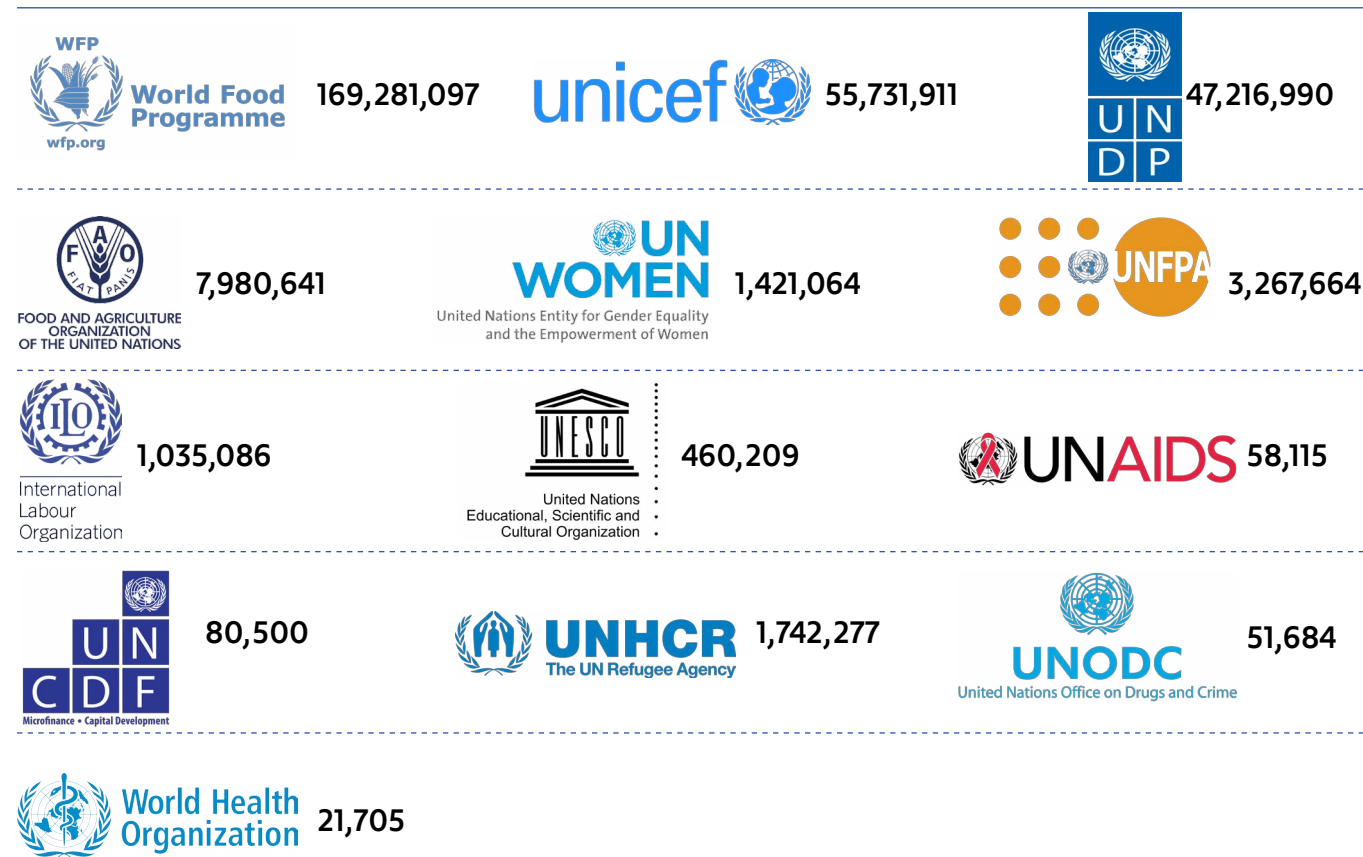 WFP
World Food
Programme
wfp.org
169,281,097
unicef
55,731,911
UN
DP
47,216,990
FAO
FIAT PANIS
FOOD AND AGRICULTURE
ORGANIZATION
OF THE UNITED NATIONS
7,980,641
UN
WOMEN
United Nations Entity for Gender Equality
and the Empowerment of Women
1,421,064
UNFPA
3,267,664
ILO
International
Labour
Organization
1,035,086
UNESCO
United Nations
Educational, Scientific and
Cultural Organization
460,209
UNAIDS
58,115
UN
CDF
Microfinance • Capital Development
80,500
UNHCR
The UN Refugee Agency
1,742,277
UNODC
United Nations Office on Drugs and Crime
51,684
World Health
Organization
21,705